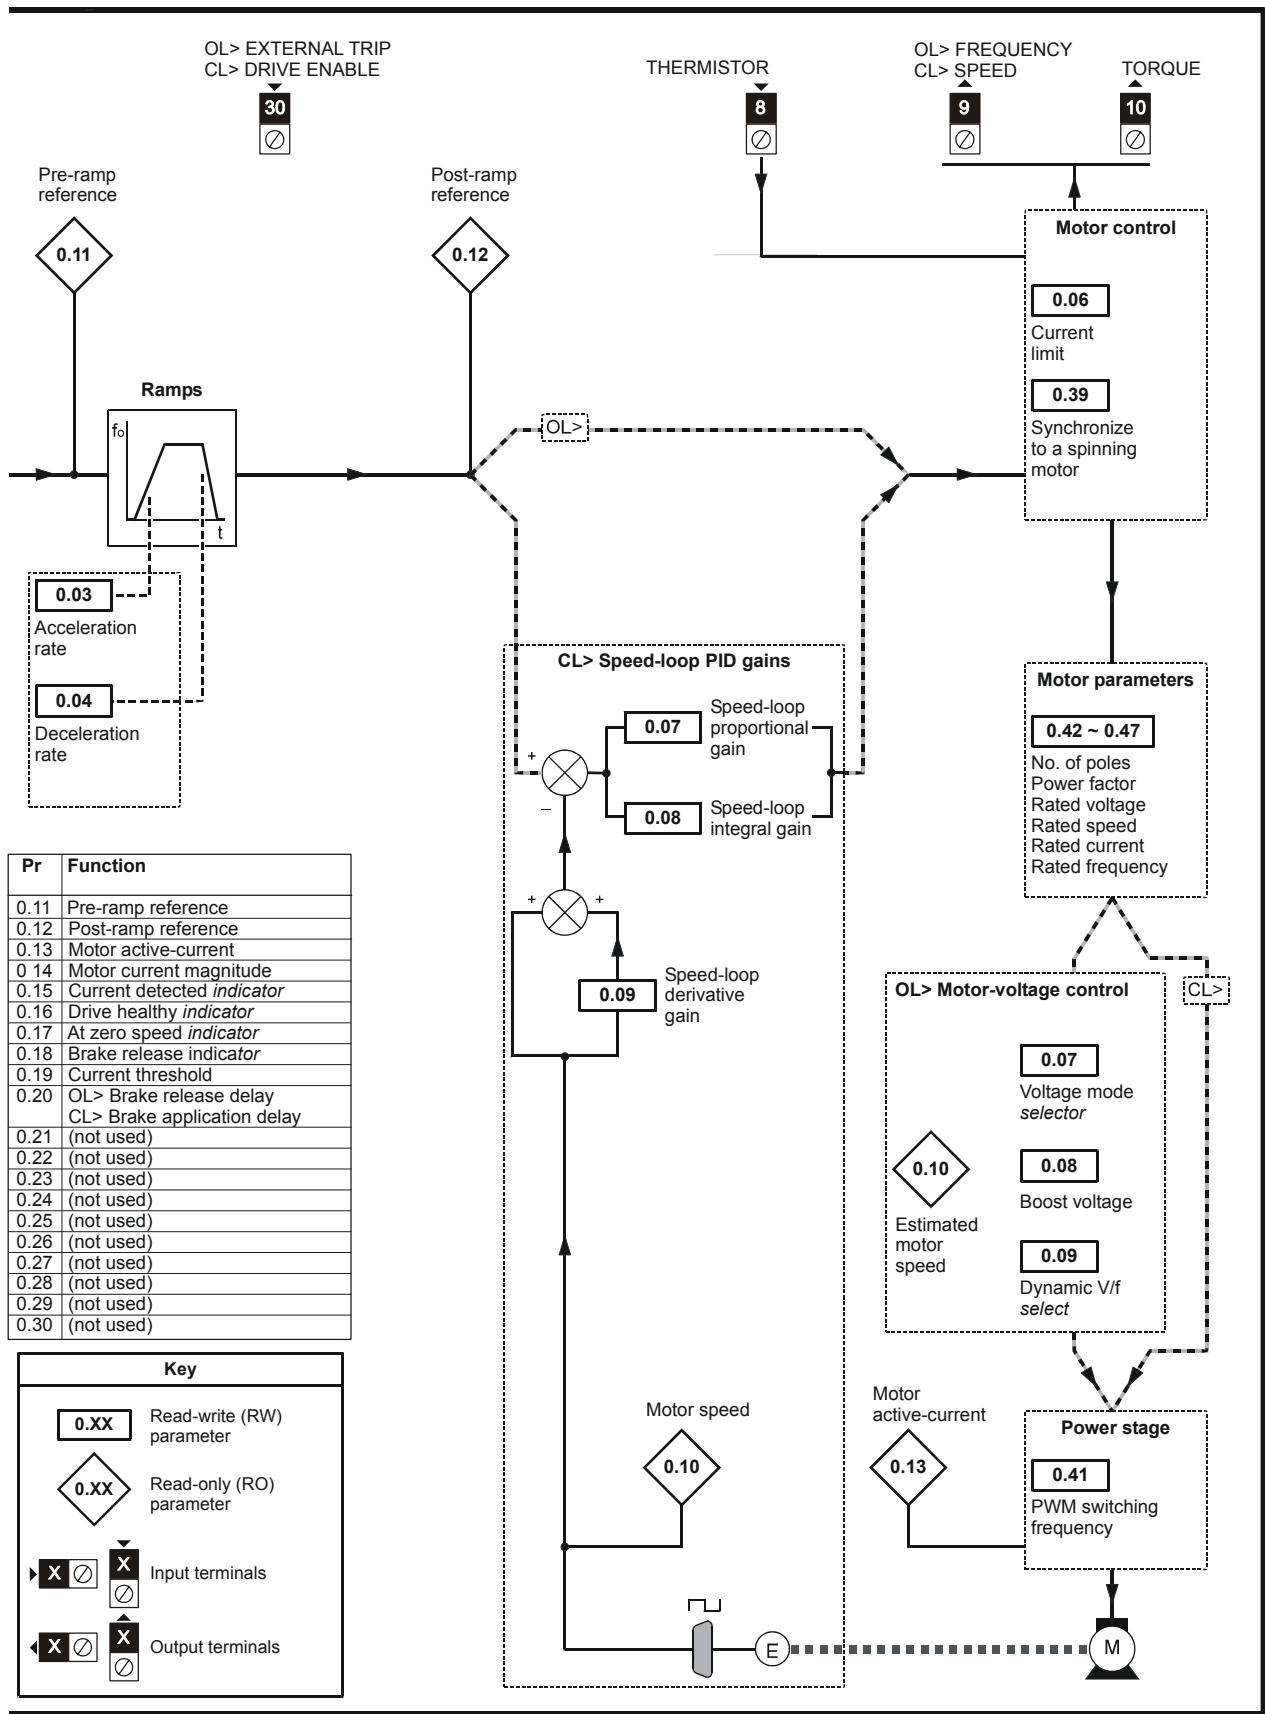 OL> EXTERNAL TRIP
CL> DRIVE ENABLE
30
THERMISTOR
8
OL> FREQUENCY
CL> SPEED
9
TORQUE
10
Pre-ramp
reference
0.11
Post-ramp
reference
0.12
Motor control
0.06
Current
limit
0.39
Synchronize
to a spinning
motor
Ramps
fo
t
OL>
0.03
Acceleration
rate
0.04
Deceleration
rate
CL> Speed-loop PID gains
0.07
Speed-loop
proportional
gain
+
–
0.08
Speed-loop
integral gain
+
+
0.09
Speed-loop
derivative
gain
Motor parameters
0.42 ~ 0.47
No. of poles
Power factor
Rated voltage
Rated speed
Rated current
Rated frequency
Pr Function
0.11 Pre-ramp reference
0.12 Post-ramp reference
0.13 Motor active-current
0 14 Motor current magnitude
0.15 Current detected indicator
0.16 Drive healthy indicator
0.17 At zero speed indicator
0.18 Brake release indicator
0.19 Current threshold
0.20 OL> Brake release delay
CL> Brake application delay
0.21 (not used)
0.22 (not used)
0.23 (not used)
0.24 (not used)
0.25 (not used)
0.26 (not used)
0.27 (not used)
0.28 (not used)
0.29 (not used)
0.30 (not used)
OL> Motor-voltage control
CL>
0.07
Voltage mode
selector
0.10
Estimated
motor
speed
0.08
Boost voltage
0.09
Dynamic V/f
select
Key
0.XX
Read-write (RW)
parameter
0.XX
Read-only (RO)
parameter
X
X
Input terminals
X
X
Output terminals
Motor speed
0.10
Motor
active-current
0.13
Power stage
0.41
PWM switching
frequency
E
M